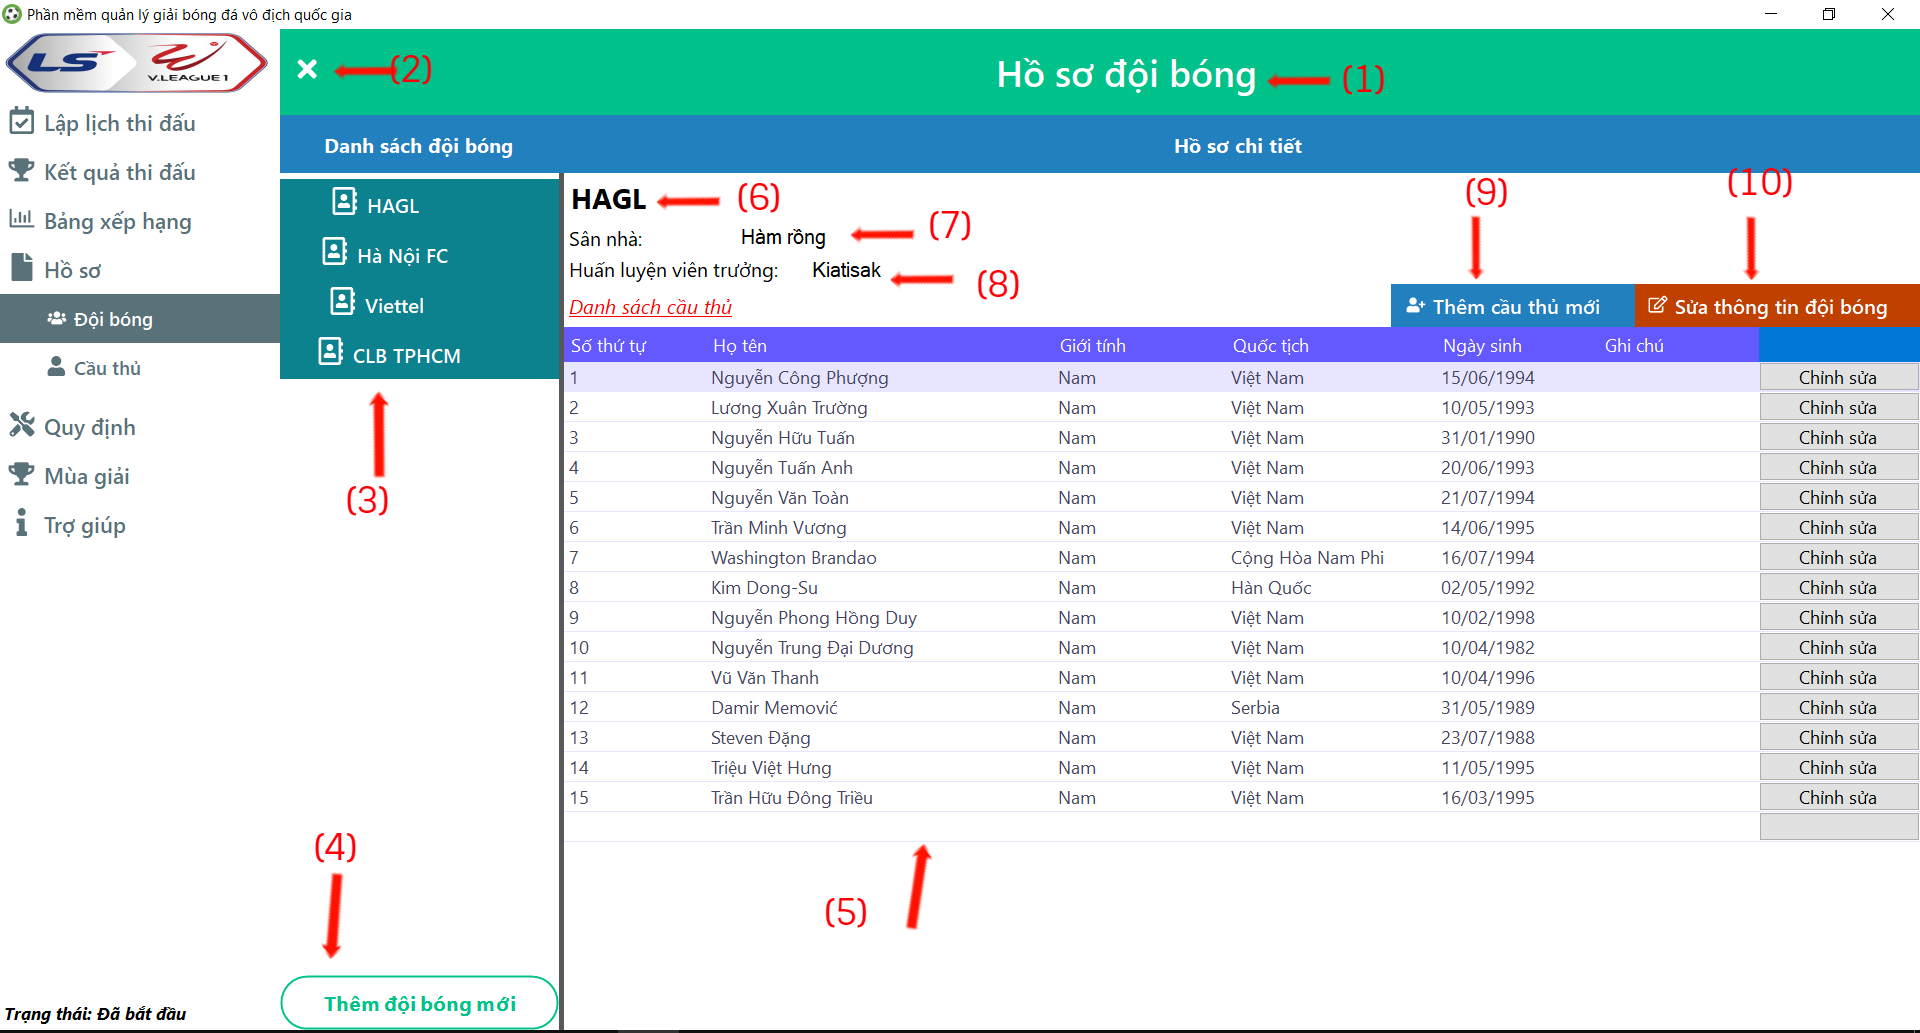 Phần mềm quản lý giải bóng đá vô địch quốc gia
LS V.LEAGUE 1
Lập lịch thi đấu
Kết quả thi đấu
Bảng xếp hạng
Hồ sơ
Đội bóng
Cầu thủ
Quy định
Mùa giải
Trợ giúp
Trạng thái: Đã bắt đầu
(2)
Hồ sơ đội bóng (1)
Danh sách đội bóng
Hồ sơ chi tiết
HAGL
Hà Nội FC
Viettel
CLB TPHCM
(3)
(4)
Thêm đội bóng mới
HAGL (6)
Sân nhà: Hàm rồng (7)
Huấn luyện viên trưởng: Kiatisak (8)
Danh sách cầu thủ
(9)
(10)
Thêm cầu thủ mới
Sửa thông tin đội bóng
Số thứ tự Họ tên Giới tính Quốc tịch Ngày sinh Ghi chú
1 Nguyễn Công Phượng Nam Việt Nam 15/06/1994 Chỉnh sửa
2 Lương Xuân Trường Nam Việt Nam 10/05/1993 Chỉnh sửa
3 Nguyễn Hữu Tuấn Nam Việt Nam 31/01/1990 Chỉnh sửa
4 Nguyễn Tuấn Anh Nam Việt Nam 20/06/1993 Chỉnh sửa
5 Nguyễn Văn Toàn Nam Việt Nam 21/07/1994 Chỉnh sửa
6 Trần Minh Vương Nam Việt Nam 14/06/1995 Chỉnh sửa
7 Washington Brandao Nam Cộng Hòa Nam Phi 16/07/1994 Chỉnh sửa
8 Kim Dong-Su Nam Hàn Quốc 02/05/1992 Chỉnh sửa
9 Nguyễn Phong Hồng Duy Nam Việt Nam 10/02/1998 Chỉnh sửa
10 Nguyễn Trung Đại Dương Nam Việt Nam 10/04/1982 Chỉnh sửa
11 Vũ Văn Thanh Nam Việt Nam 10/04/1996 Chỉnh sửa
12 Damir Memović Nam Serbia 31/05/1989 Chỉnh sửa
13 Steven Đặng Nam Việt Nam 23/07/1988 Chỉnh sửa
14 Triệu Việt Hưng Nam Việt Nam 11/05/1995 Chỉnh sửa
15 Trần Hữu Đông Triều Nam Việt Nam 16/03/1995 Chỉnh sửa
(5)